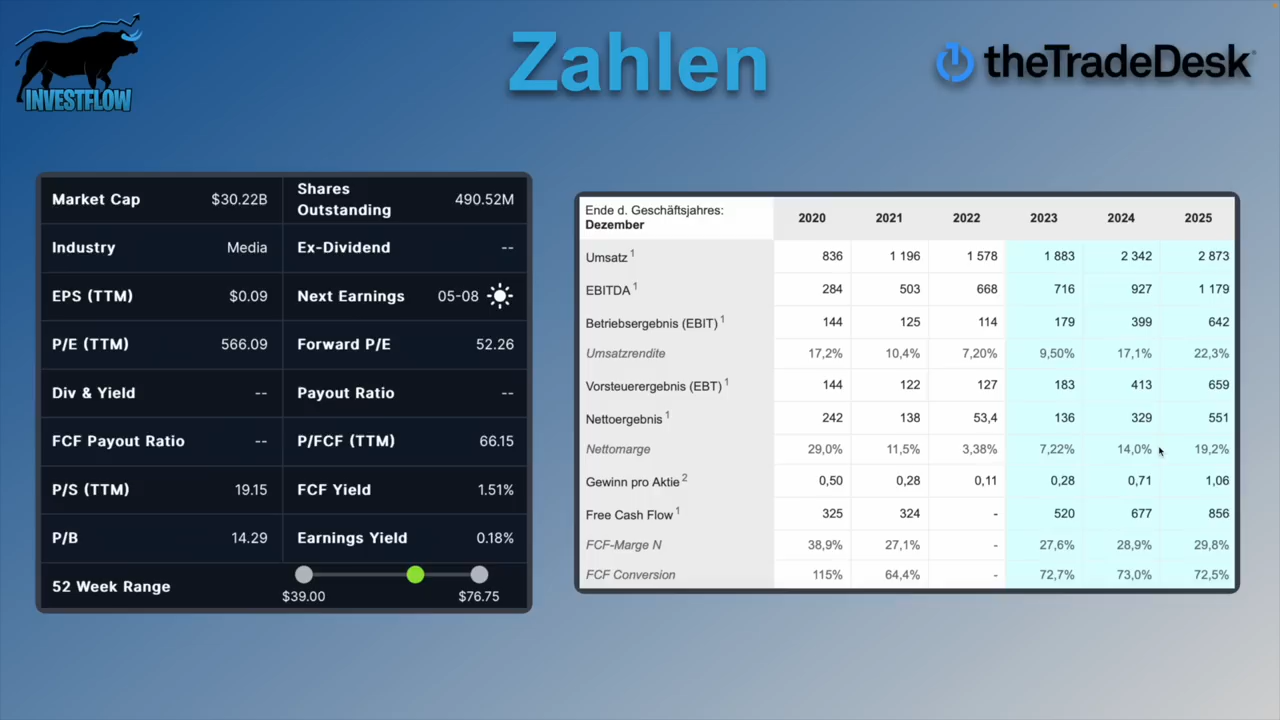 INVESTFLOW
Zahlen
theTradeDesk
Market Cap $30.22B Shares Outstanding 490.52M
Industry Media Ex-Dividend --
EPS (TTM) $0.09 Next Earnings 05-08
P/E (TTM) 566.09 Forward P/E 52.26
Div & Yield -- Payout Ratio --
FCF Payout Ratio -- P/FCF (TTM) 66.15
P/S (TTM) 19.15 FCF Yield 1.51%
P/B 14.29 Earnings Yield 0.18%
52 Week Range $39.00 $76.75
Ende d. Geschäftsjahres: Dezember 2020 2021 2022 2023 2024 2025
Umsatz 1 836 1 196 1 578 1 883 2 342 2 873
EBITDA 1 284 503 668 716 927 1 179
Betriebsergebnis (EBIT) 1 144 125 114 179 399 642
Umsatzrendite 17,2% 10,4% 7,20% 9,50% 17,1% 22,3%
Vorsteuerergebnis (EBT) 1 144 122 127 183 413 659
Nettoergebnis 1 242 138 53,4 136 329 551
Nettomarge 29,0% 11,5% 3,38% 7,22% 14,0% 19,2%
Gewinn pro Aktie 2 0,50 0,28 0,11 0,28 0,71 1,06
Free Cash Flow 1 325 324 - 520 677 856
FCF-Marge N 38,9% 27,1% - 27,6% 28,9% 29,8%
FCF Conversion 115% 64,4% - 72,7% 73,0% 72,5%